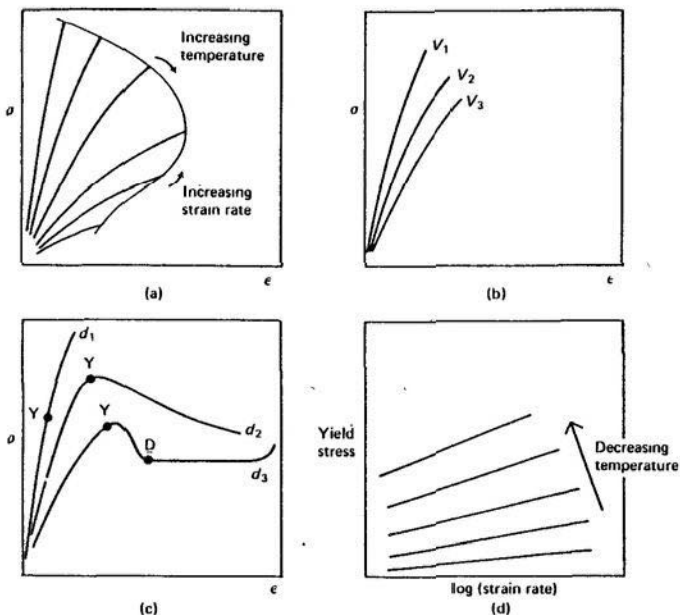 Increasing
temperature
σ
Increasing
strain rate
ϵ
(a)
V₁
V₂
V₃
σ
ϵ
(b)
d₁
Y
Y
Y
D
d₂
d₃
σ
ϵ
(c)
Yield
stress
Decreasing
temperature
log (strain rate)
(d)